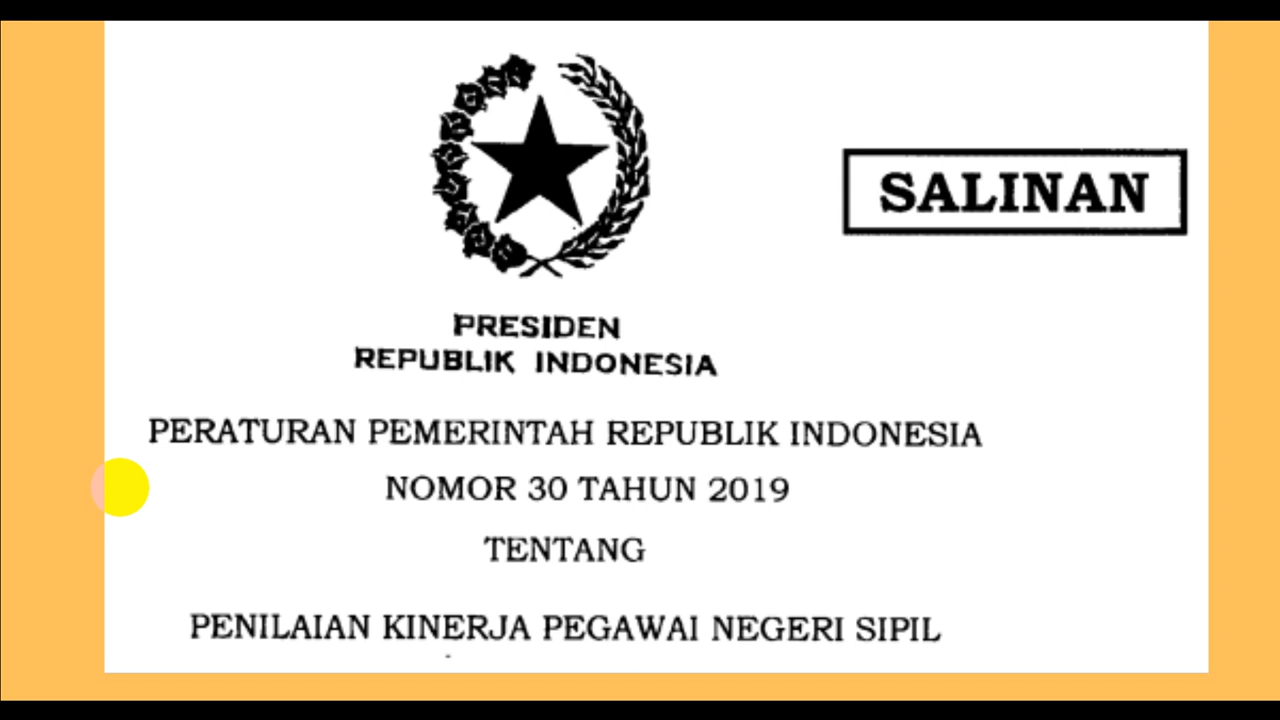 SALINAN
PRESIDEN
REPUBLIK INDONESIA
PERATURAN PEMERINTAH REPUBLIK INDONESIA
NOMOR 30 TAHUN 2019
TENTANG
PENILAIAN KINERJA PEGAWAI NEGERI SIPIL